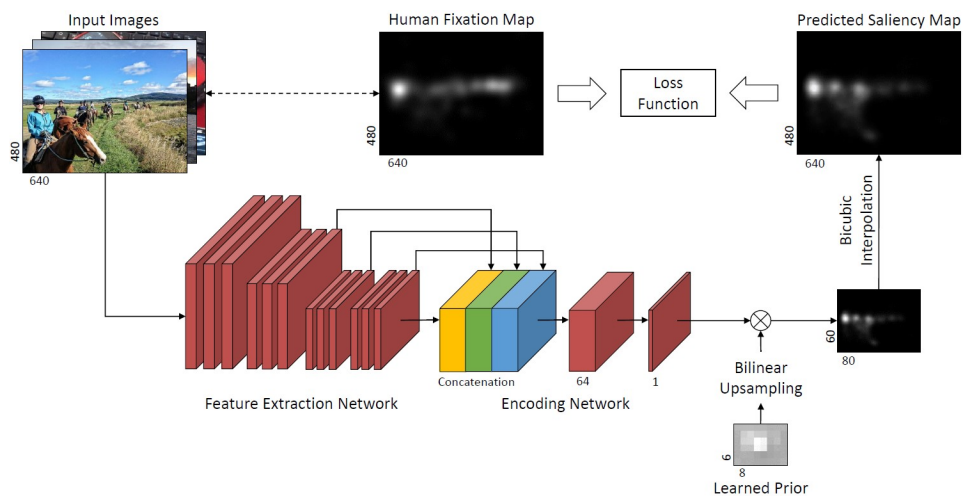 Input Images
Human Fixation Map
Predicted Saliency Map
480
640
480
640
Loss
Function
480
640
Bicubic
Interpolation
60
80
Concatenation
64
1
Feature Extraction Network
Encoding Network
Bilinear
Upsampling
6
8
Learned Prior